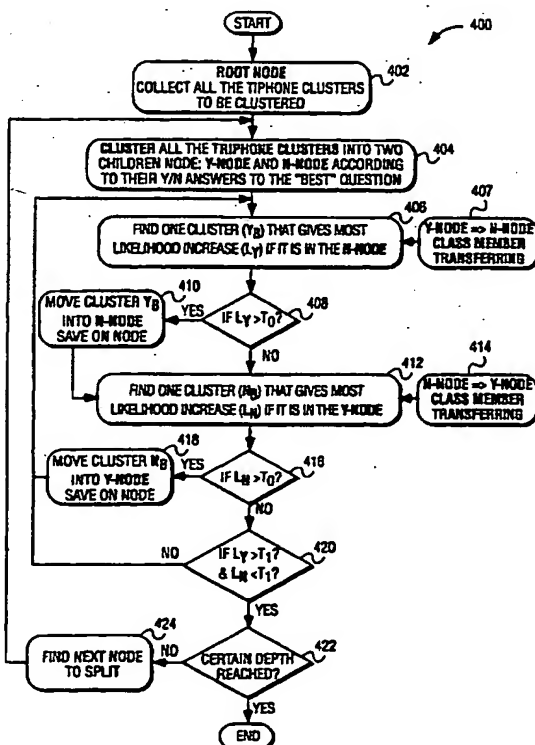 START
400
ROOT NODE
COLLECT ALL THE TIPHONE CLUSTERS
TO BE CLUSTERED
402
CLUSTER ALL THE TRIPHONE CLUSTERS INTO TWO
CHILDREN NODE: Y-NODE AND N-NODE ACCORDING
TO THEIR Y/N ANSWERS TO THE "BEST" QUESTION
404
406
407
FIND ONE CLUSTER (YB) THAT GIVES MOST
LIKELIHOOD INCREASE (LY) IF IT IS IN THE N-NODE
Y-NODE => N-NODE
CLASS MEMBER
TRANSFERRING
410
MOVE CLUSTER YB
INTO N-NODE
SAVE ON NODE
YES
IF LY >T0?
408
NO
412
414
FIND ONE CLUSTER (NB) THAT GIVES MOST
LIKELIHOOD INCREASE (LN) IF IT IS IN THE Y-NODE
N-NODE => Y-NODE
CLASS MEMBER
TRANSFERRING
418
MOVE CLUSTER NB
INTO Y-NODE
SAVE ON NODE
YES
IF LN >T0?
416
NO
NO
IF LY >T1?
& LN <T1?
420
YES
424
FIND NEXT NODE
TO SPLIT
NO
CERTAIN DEPTH
REACHED?
422
YES
END